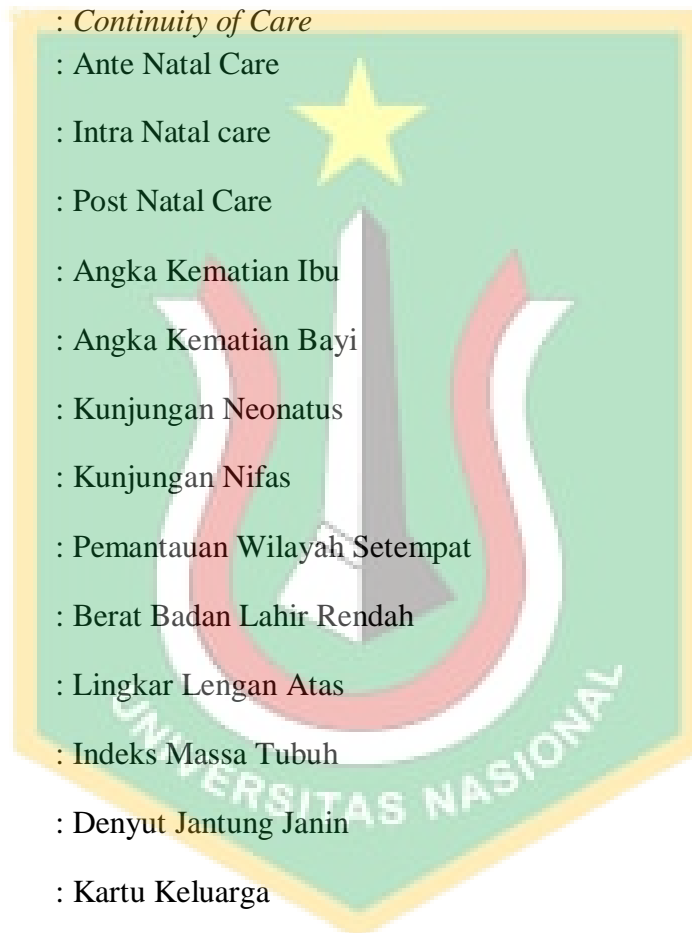 : Continuity of Care
: Ante Natal Care
: Intra Natal care
: Post Natal Care
: Angka Kematian Ibu
: Angka Kematian Bayi
: Kunjungan Neonatus
: Kunjungan Nifas
: Pemantauan Wilayah Setempat
: Berat Badan Lahir Rendah
: Lingkar Lengan Atas
: Indeks Massa Tubuh
: Denyut Jantung Janin
: Kartu Keluarga
UNIVERSITAS NASIONAL